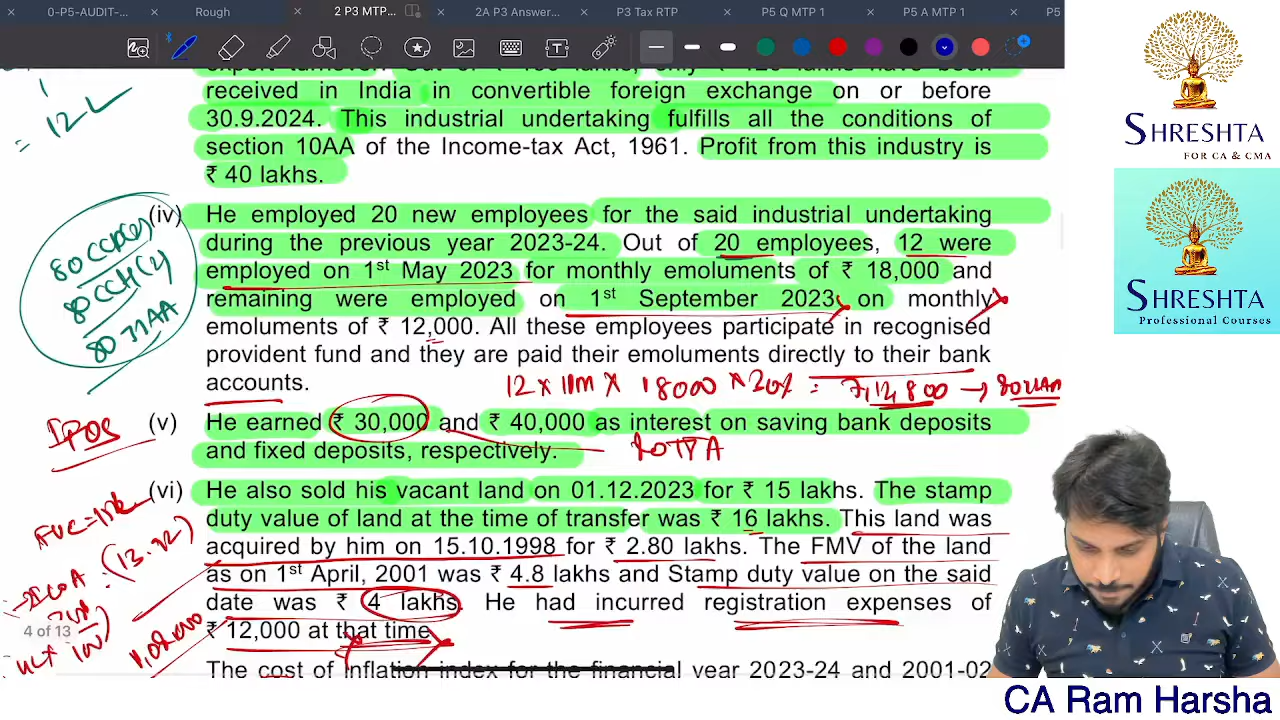 0-P5-AUDIT-...
Rough
2 P3 MTP...
2A P3 Answer...
P3 Tax RTP
P5 Q MTP 1
P5 A MTP 1
P5
received in India in convertible foreign exchange on or before
30.9.2024. This industrial undertaking fulfills all the conditions of
section 10AA of the Income-tax Act, 1961. Profit from this industry is
₹ 40 lakhs.
= 12L
(iv) He employed 20 new employees for the said industrial undertaking
during the previous year 2023-24. Out of 20 employees, 12 were
employed on 1st May 2023 for monthly emoluments of ₹ 18,000 and
remaining were employed on 1st September 2023 on monthly
emoluments of ₹ 12,000. All these employees participate in recognised
provident fund and they are paid their emoluments directly to their bank
accounts.
80CCD(2)
80CCH(2)
80JJAA
12 x 11m x 18000 x 30% = 7,12,800 → 80JJAA
(v) He earned ₹ 30,000 and ₹ 40,000 as interest on saving bank deposits
and fixed deposits, respectively.
IFOS
80TTA
(vi) He also sold his vacant land on 01.12.2023 for ₹ 15 lakhs. The stamp
duty value of land at the time of transfer was ₹ 16 lakhs. This land was
acquired by him on 15.10.1998 for ₹ 2.80 lakhs. The FMV of the land
as on 1st April, 2001 was ₹ 4.8 lakhs and Stamp duty value on the said
date was ₹ 4 lakhs. He had incurred registration expenses of
₹ 12,000 at that time.
The cost of inflation index for the financial year 2023-24 and 2001-02
FVC = 15L
(13.92)
4 of 13
SHRESHTA
FOR CA & CMA
SHRESHTA
Professional Courses
CA Ram Harsha